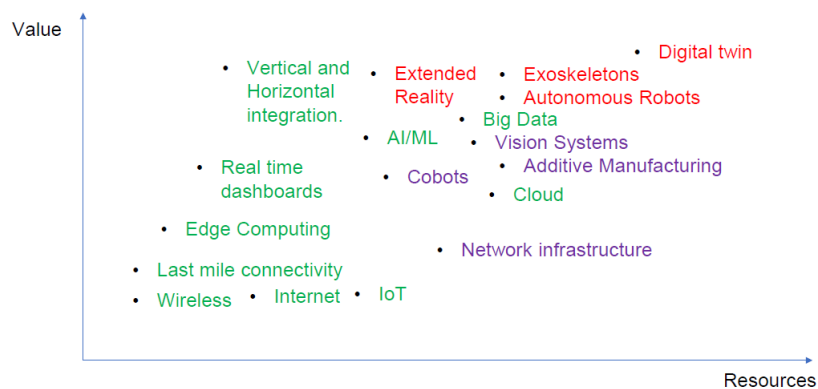 Value
• Digital twin
• Vertical and
Horizontal
integration.
• Extended
Reality
• Exoskeletons
• Autonomous Robots
• Big Data
• AI/ML
• Vision Systems
• Real time
dashboards
• Cobots
• Additive Manufacturing
• Cloud
• Edge Computing
• Network infrastructure
• Last mile connectivity
• Wireless
• Internet
• IoT
Resources